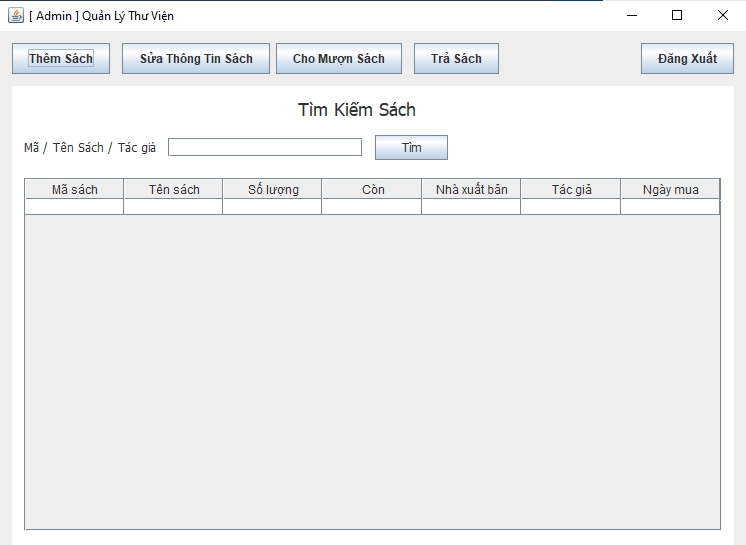 [ Admin ] Quản Lý Thư Viện
Thêm Sách Sửa Thông Tin Sách Cho Mượn Sách Trả Sách Đăng Xuất
Tìm Kiếm Sách
Mã / Tên Sách / Tác giả Tìm
Mã sách Tên sách Số lượng Còn Nhà xuất bản Tác giả Ngày mua